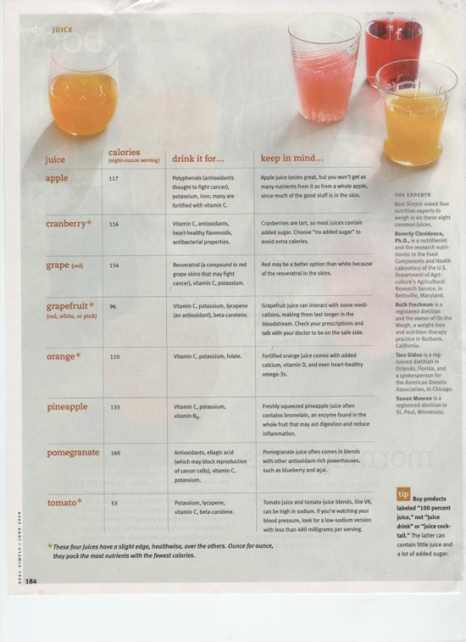 JUICE
juice
calories
(eight-ounce serving)
drink it for...
keep in mind...
apple
117
Polyphenols (antioxidants
thought to fight cancer),
potassium, iron; many are
fortified with vitamin C.
Apple juice tastes great, but you won't get as
many nutrients from it as from a whole apple,
since much of the good stuff is in the skin.
cranberry*
116
Vitamin C, antioxidants,
heart-healthy flavonoids,
antibacterial properties.
Cranberries are tart, so most juices contain
added sugar. Choose "no added sugar" to
avoid extra calories.
grape (red)
154
Resveratrol (a compound in red
grape skins that may fight
cancer), vitamin C, potassium.
Red may be a better option than white because
of the resveratrol in the skins.
grapefruit*
(red, white, or pink)
96
Vitamin C, potassium, lycopene
(an antioxidant), beta-carotene.
Grapefruit juice can interact with some medi-
cations, making them last longer in the
bloodstream. Check your prescriptions and
talk with your doctor to be on the safe side.
orange*
110
Vitamin C, potassium, folate.
Fortified orange juice comes with added
calcium, vitamin D, and even heart-healthy
omega-3s.
pineapple
133
Vitamin C, potassium,
vitamin B6.
Freshly squeezed pineapple juice often
contains bromelain, an enzyme found in the
whole fruit that may aid digestion and reduce
inflammation.
pomegranate
160
Antioxidants, ellagic acid
(which may block reproduction
of cancer cells), vitamin C,
potassium.
Pomegranate juice often comes in blends
with other antioxidant-rich powerhouses,
such as blueberry and açai.
tomato*
53
Potassium, lycopene,
vitamin C, beta-carotene.
Tomato juice and tomato-juice blends, like V8,
can be high in sodium. If you're watching your
blood pressure, look for a low-sodium version
with less than 480 milligrams per serving.
*These four juices have a slight edge, healthwise, over the others. Ounce for ounce,
they pack the most nutrients with the fewest calories.
THE EXPERTS
Real Simple asked four
nutrition experts to
weigh in on these eight
common juices.
Beverly Clevidence,
Ph.D., is a nutritionist
and the research nutri-
tionist in the Food
Components and Health
Laboratory of the U.S.
Department of Agri-
culture's Agricultural
Research Service, in
Beltsville, Maryland.
Ruth Frechman is a
registered dietitian
and the owner of On the
Weigh, a weight-loss
and nutrition-therapy
practice in Burbank,
California.
Tara Gidus is a reg-
istered dietitian in
Orlando, Florida, and
a spokesperson for
the American Dietetic
Association, in Chicago.
Susan Moores is a
registered dietitian in
St. Paul, Minnesota.
tip Buy products
labeled "100 percent
juice," not "juice
drink" or "juice cock-
tail." The latter can
contain little juice and
a lot of added sugar.
184